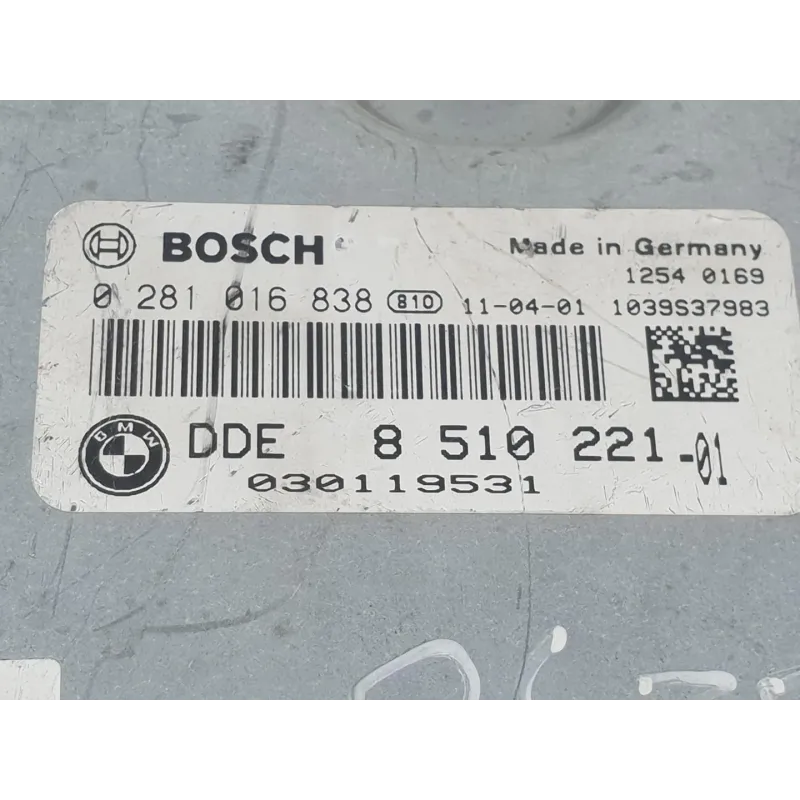 BOSCH Made in Germany
1254 0169
0 281 016 838 810 11-04-01 1039S37983
BMW DDE 8 510 221-01
030119531